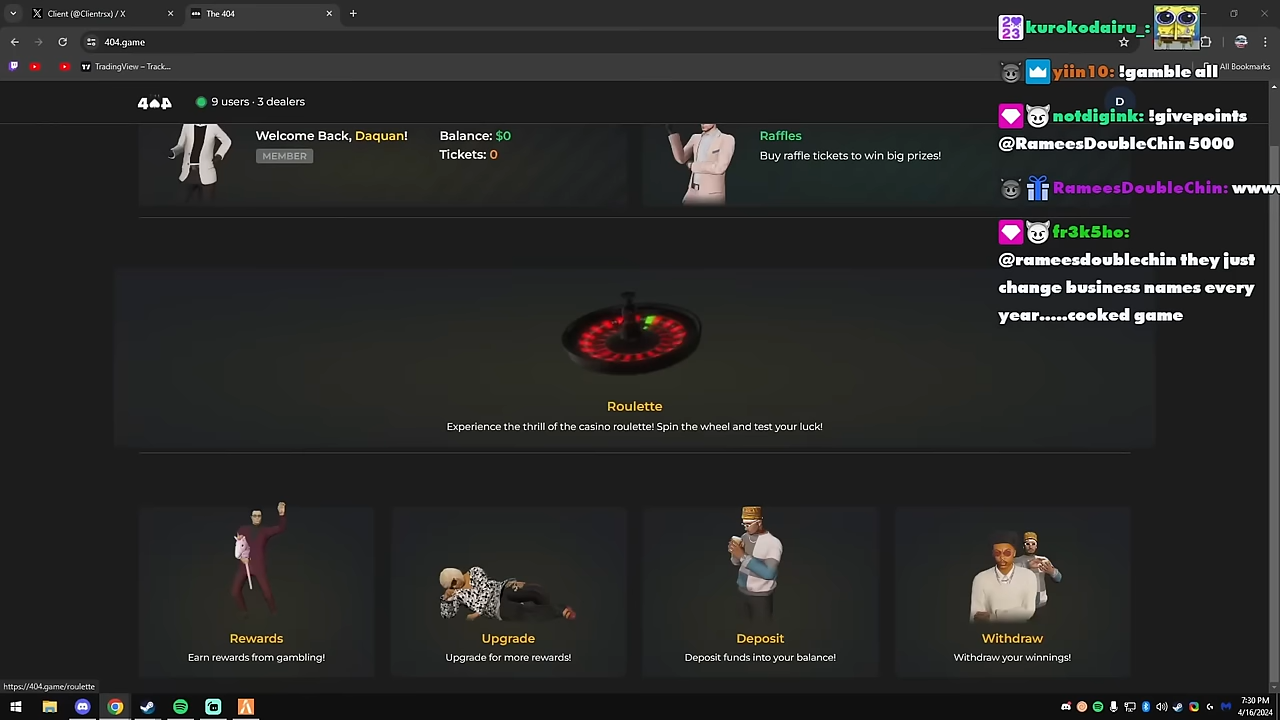 Client (@Clientrsx) / X
The 404
404.game
TradingView – Track...
All Bookmarks
9 users · 3 dealers
D
Welcome Back, Daquan!
MEMBER
Balance: $0
Tickets: 0
Raffles
Buy raffle tickets to win big prizes!
kurokodairu_:
yiin10: !gamble all
notdigink: !givepoints
@RameesDoubleChin 5000
RameesDoubleChin: wwww
fr3k5ho:
@rameesdoublechin they just
change business names every
year.....cooked game
Roulette
Experience the thrill of the casino roulette! Spin the wheel and test your luck!
Rewards
Earn rewards from gambling!
Upgrade
Upgrade for more rewards!
Deposit
Deposit funds into your balance!
Withdraw
Withdraw your winnings!
https://404.game/roulette
7:30 PM
4/16/2024